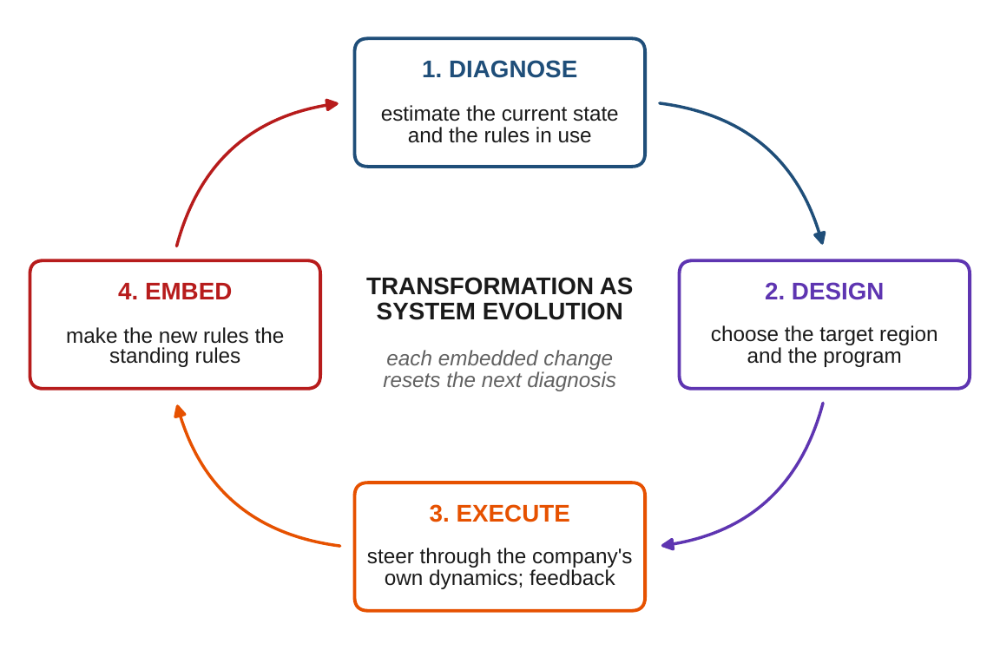 1. DIAGNOSE
estimate the current state
and the rules in use
2. DESIGN
choose the target region
and the program
3. EXECUTE
steer through the company's
own dynamics; feedback
4. EMBED
make the new rules the
standing rules
TRANSFORMATION AS
SYSTEM EVOLUTION
each embedded change
resets the next diagnosis